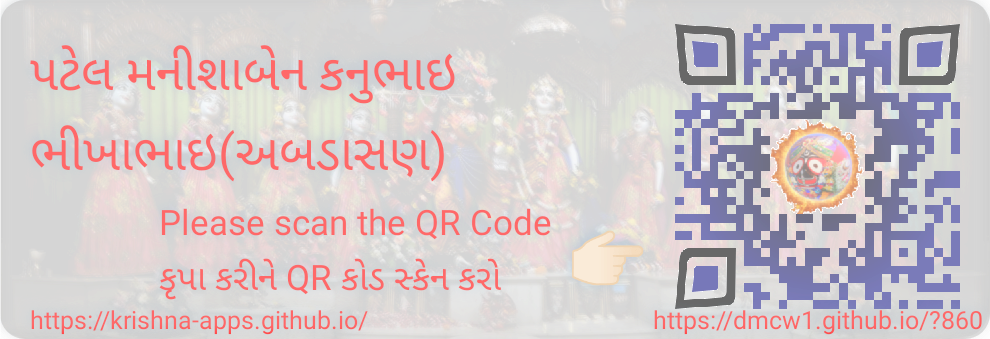 પટેલ મનીશાબેન કનુભાઇ
ભીખાભાઇ(અબડાસણ)
Please scan the QR Code
કૃપા કરીને QR કોડ સ્કેન કરો
https://krishna-apps.github.io/
https://dmcw1.github.io/?860